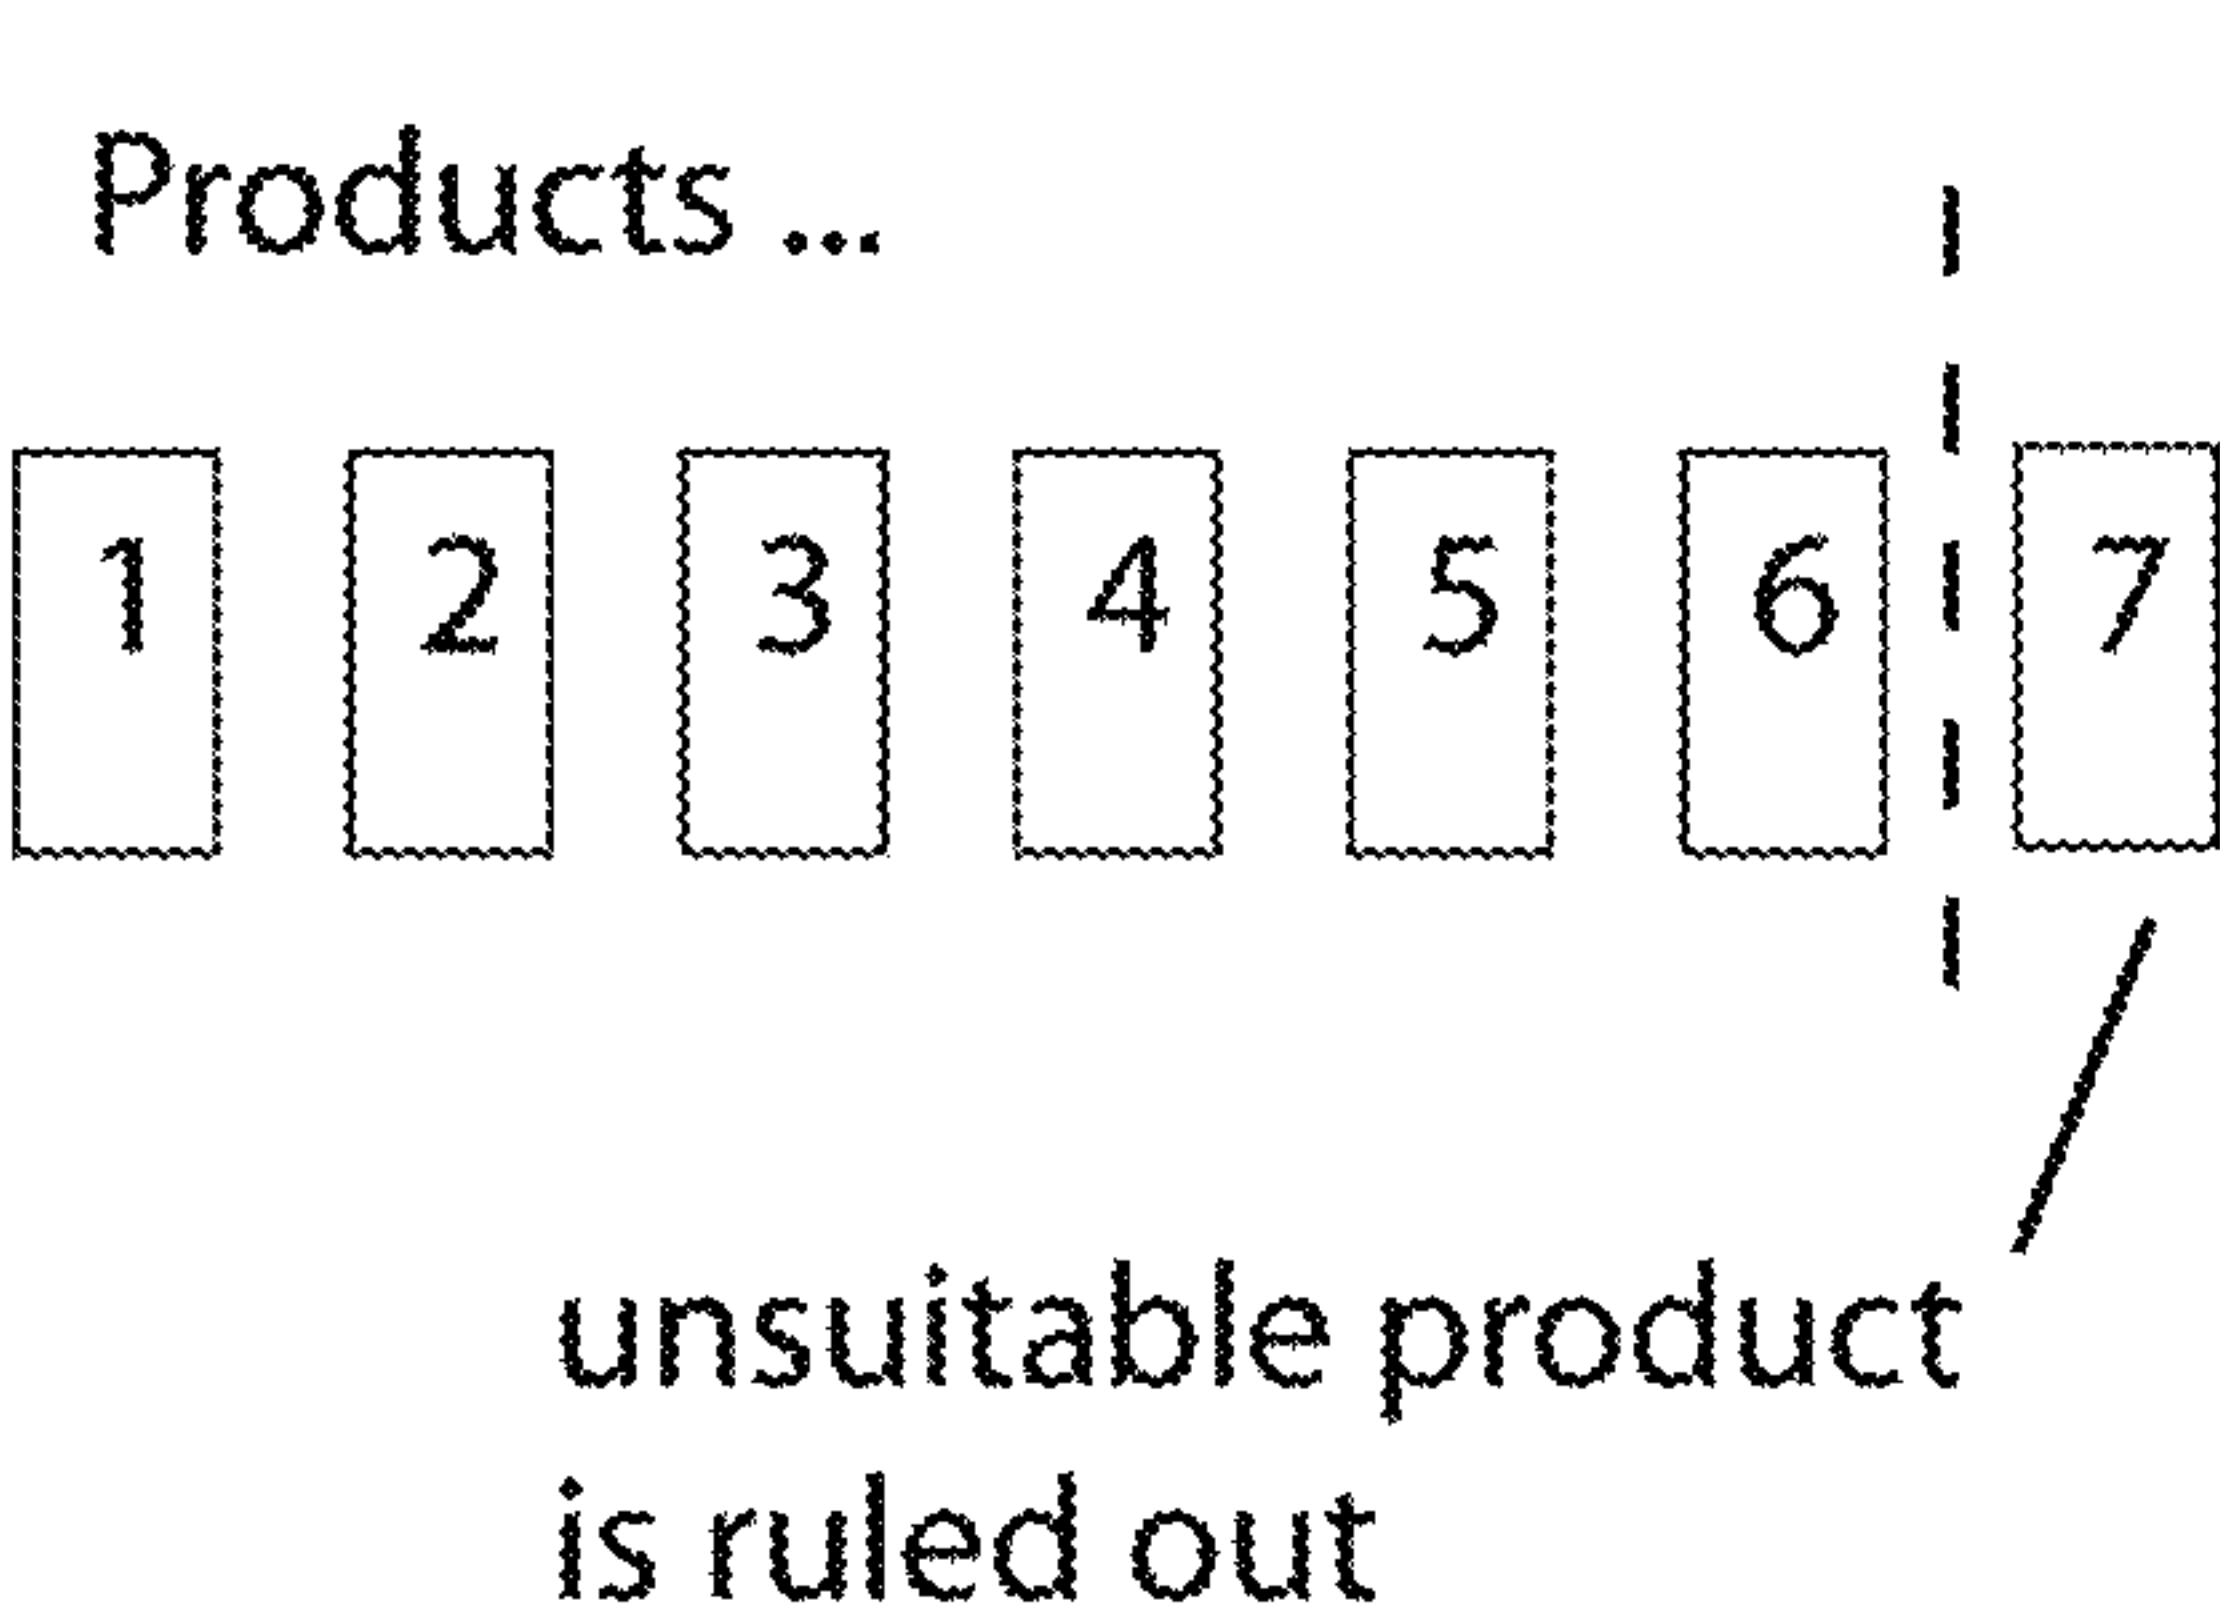 Products ...
1 2 3 4 5 6 7
unsuitable product
is ruled out